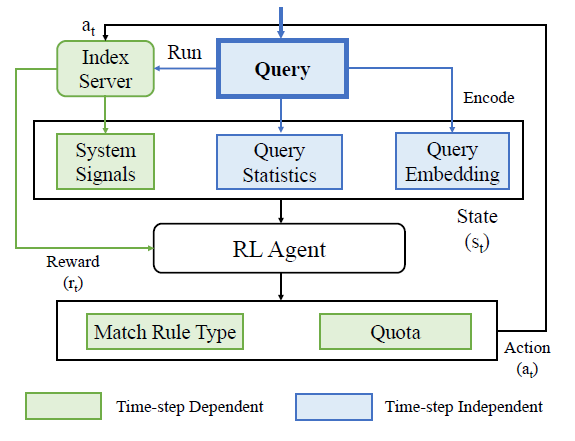 a_t
Index
Server
Run
Query
Encode
System
Signals
Query
Statistics
Query
Embedding
State
(s_t)
RL Agent
Reward
(r_t)
Match Rule Type
Quota
Action
(a_t)
Time-step Dependent
Time-step Independent